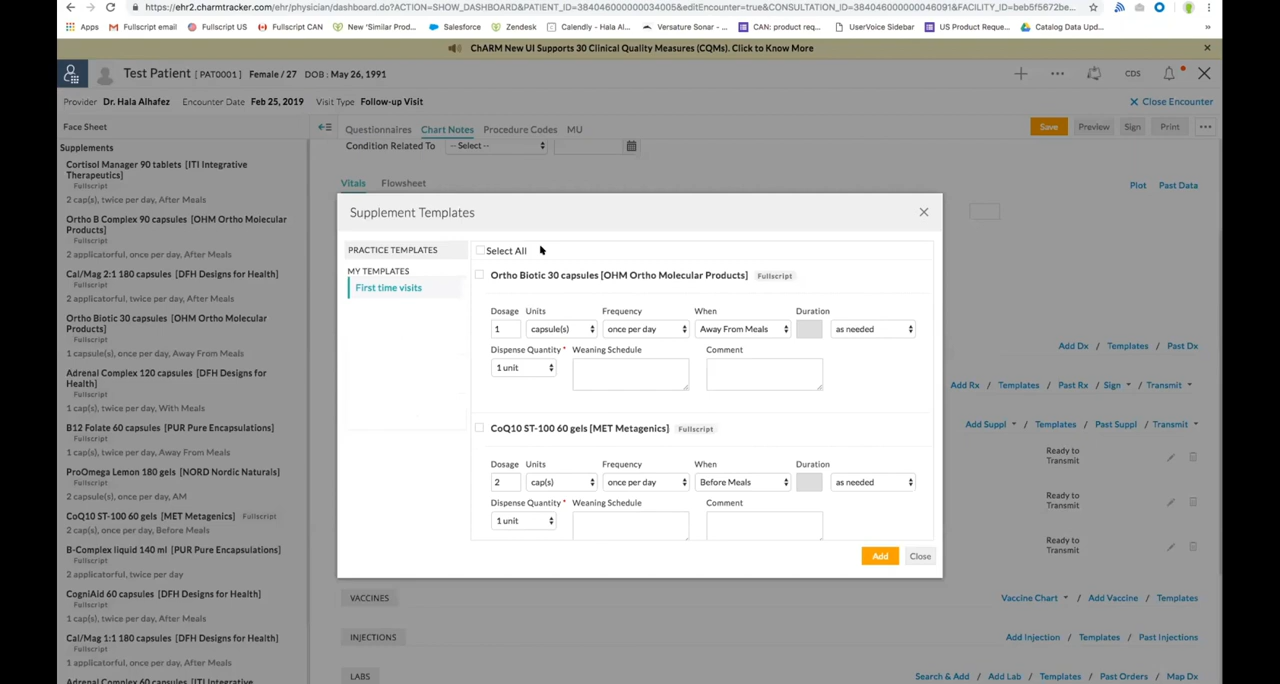 ehr2.charmtracker.com/ehr/physician/dashboard.do?ACTION=SHOW_DASHBOARD&PATIENT_ID=384046000000034005&editEncounter=true&CONSULTATION_ID=384046000000046091&FACILITY_ID=beb5f5672be...
Apps Fullscript email Fullscript US Fullscript CAN New 'Similar Prod... Salesforce Zendesk Calendly - Hala Al... Versature Sonar -... CAN: product req... UserVoice Sidebar US Product Reque... Catalog Data Upd... »
ChARM New UI Supports 30 Clinical Quality Measures (CQMs). Click to Know More
Test Patient [ PAT0001 ] Female / 27 DOB : May 26, 1991
CDS
Provider Dr. Hala Alhafez Encounter Date Feb 25, 2019 Visit Type Follow-up Visit
Close Encounter
Face Sheet
Questionnaires Chart Notes Procedure Codes MU
Save Preview Sign Print
Condition Related To -- Select --
Vitals Flowsheet
Plot Past Data
Supplements
Cortisol Manager 90 tablets [ITI Integrative
Therapeutics]
Fullscript
2 cap(s), twice per day, After Meals
Ortho B Complex 90 capsules [OHM Ortho Molecular
Products]
Fullscript
2 applicatorful, twice per day, After Meals
Cal/Mag 2:1 180 capsules [DFH Designs for Health]
Fullscript
2 applicatorful, twice per day, After Meals
Ortho Biotic 30 capsules [OHM Ortho Molecular
Products]
Fullscript
1 capsule(s), once per day, Away From Meals
Adrenal Complex 120 capsules [DFH Designs for
Health]
Fullscript
1 cap(s), twice per day, With Meals
B12 Folate 60 capsules [PUR Pure Encapsulations]
Fullscript
2 cap(s), twice per day, Away From Meals
ProOmega Lemon 180 gels [NORD Nordic Naturals]
Fullscript
2 capsule(s), once per day, AM
CoQ10 ST-100 60 gels [MET Metagenics] Fullscript
2 cap(s), once per day, Before Meals
B-Complex liquid 140 ml [PUR Pure Encapsulations]
Fullscript
2 applicatorful, twice per day
CogniAid 60 capsules [DFH Designs for Health]
Fullscript
1 cap(s), twice per day, After Meals
Cal/Mag 1:1 180 capsules [DFH Designs for Health]
Fullscript
1 applicatorful, twice per day, After Meals
Adrenal Complex 60 capsules [ITI Integrative
Supplement Templates
PRACTICE TEMPLATES
MY TEMPLATES
First time visits
Select All
Ortho Biotic 30 capsules [OHM Ortho Molecular Products] Fullscript
Dosage Units Frequency When Duration
1 capsule(s) once per day Away From Meals as needed
Dispense Quantity * Weaning Schedule Comment
1 unit
CoQ10 ST-100 60 gels [MET Metagenics] Fullscript
Dosage Units Frequency When Duration
2 cap(s) once per day Before Meals as needed
Dispense Quantity * Weaning Schedule Comment
1 unit
Add Close
Add Dx / Templates / Past Dx
Add Rx / Templates / Past Rx / Sign / Transmit
Add Suppl / Templates / Past Suppl / Transmit
Ready to
Transmit
Ready to
Transmit
Ready to
Transmit
VACCINES
Vaccine Chart / Add Vaccine / Templates
INJECTIONS
Add Injection / Templates / Past Injections
LABS
Search & Add / Add Lab / Templates / Past Orders / Map Dx